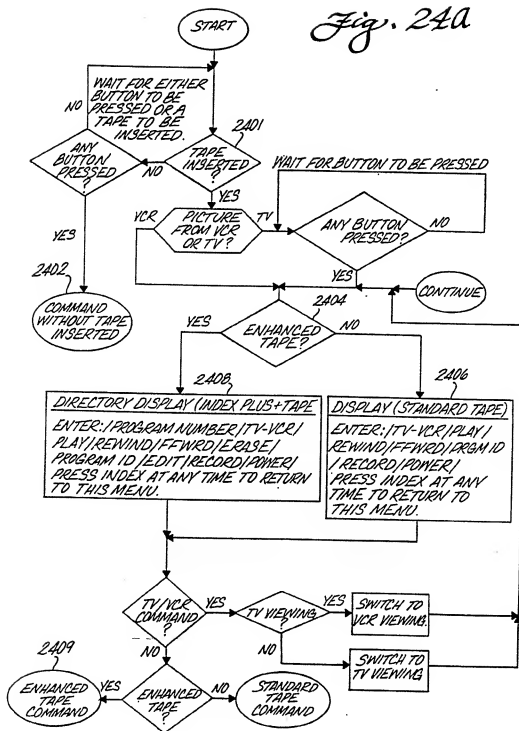 Fig. 24a
START
WAIT FOR EITHER
BUTTON TO BE
PRESSED OR A
TAPE TO BE
INSERTED.
NO
2401
ANY
BUTTON
PRESSED
?
NO
TAPE
INSERTED
?
WAIT FOR BUTTON TO BE PRESSED
YES
VCR
PICTURE
FROM VCR
OR TV ?
TV
ANY BUTTON
PRESSED?
NO
YES
YES
2402
COMMAND
WITHOUT TAPE
INSERTED
2404
CONTINUE
YES
ENHANCED
TAPE?
NO
2408
2406
DIRECTORY DISPLAY (INDEX PLUS+TAPE
ENTER:/PROGRAM NUMBER/TV-VCR/
PLAY/REWIND/FFWRD/ERASE/
PROGRAM ID/EDIT/RECORD/POWER/
PRESS INDEX AT ANY TIME TO RETURN
TO THIS MENU.
DISPLAY (STANDARD TAPE)
ENTER:/TV-VCR/PLAY/
REWIND/FFWRD/PRGM ID
/RECORD/POWER/
PRESS INDEX AT ANY
TIME TO RETURN TO
THIS MENU.
TV/VCR
COMMAND
?
YES
TV VIEWING
?
YES
SWITCH TO
VCR VIEWING.
NO
NO
SWITCH TO
TV VIEWING
2409
ENHANCED
TAPE
COMMAND
YES
ENHANCED
TAPE?
NO
STANDARD
TAPE
COMMAND